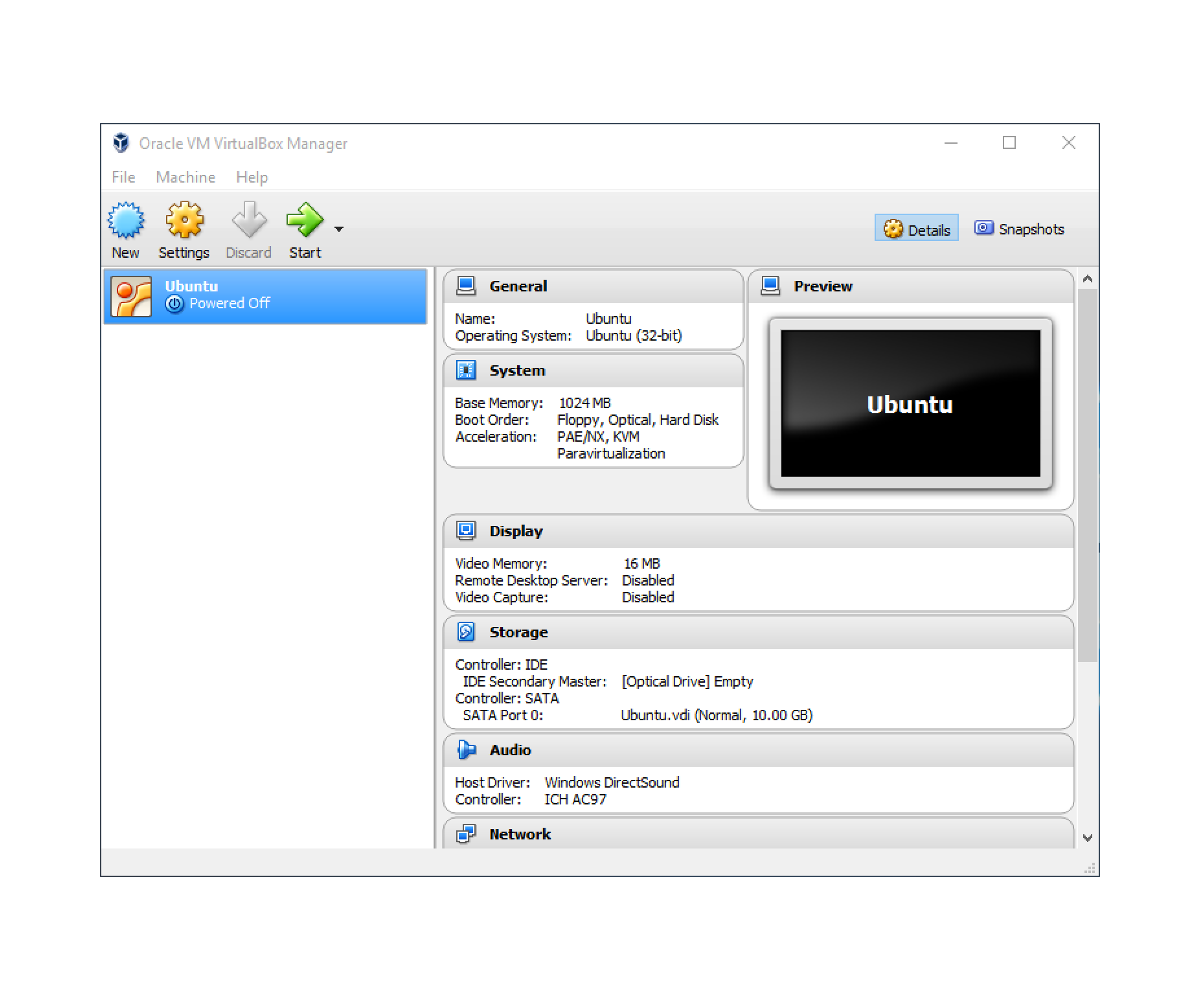 Oracle VM VirtualBox Manager
File Machine Help
New Settings Discard Start
Details Snapshots
Ubuntu
Powered Off
General
Name: Ubuntu
Operating System: Ubuntu (32-bit)
System
Base Memory: 1024 MB
Boot Order: Floppy, Optical, Hard Disk
Acceleration: PAE/NX, KVM
Paravirtualization
Preview
Ubuntu
Display
Video Memory: 16 MB
Remote Desktop Server: Disabled
Video Capture: Disabled
Storage
Controller: IDE
IDE Secondary Master: [Optical Drive] Empty
Controller: SATA
SATA Port 0: Ubuntu.vdi (Normal, 10.00 GB)
Audio
Host Driver: Windows DirectSound
Controller: ICH AC97
Network